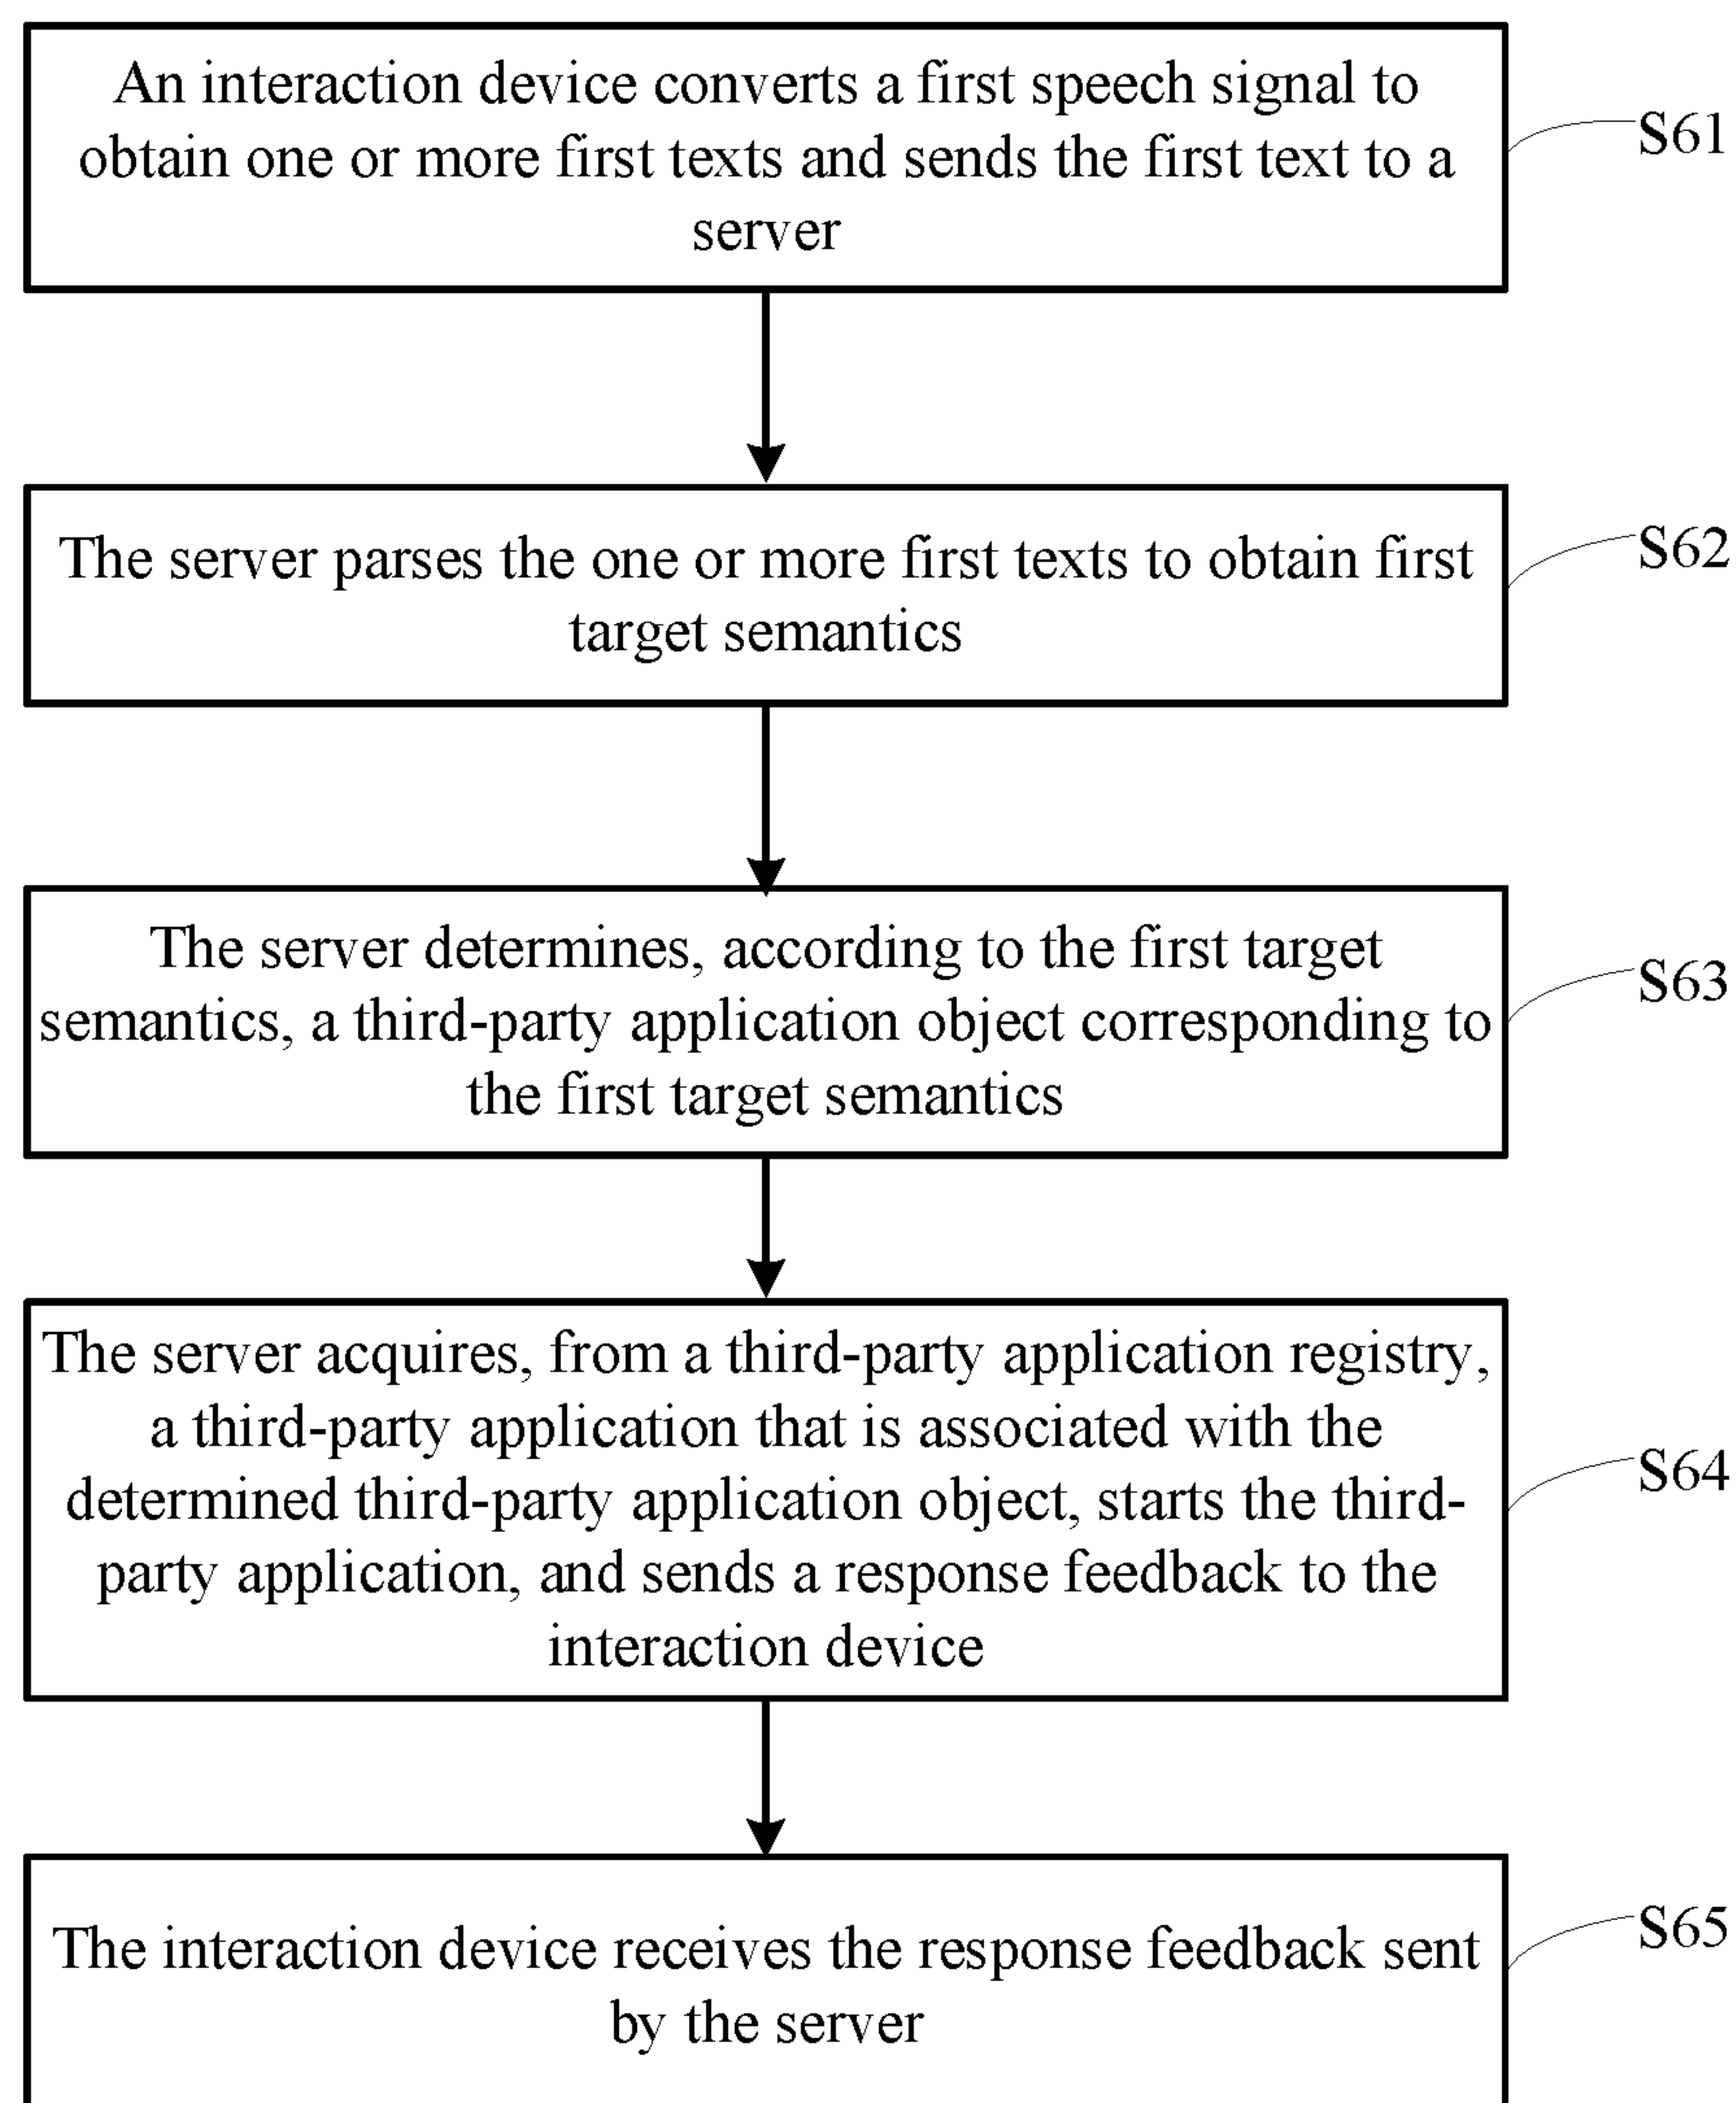 An interaction device converts a first speech signal to
obtain one or more first texts and sends the first text to a
server
S61
The server parses the one or more first texts to obtain first
target semantics
S62
The server determines, according to the first target
semantics, a third-party application object corresponding to
the first target semantics
S63
The server acquires, from a third-party application registry,
a third-party application that is associated with the
determined third-party application object, starts the third-
party application, and sends a response feedback to the
interaction device
S64
The interaction device receives the response feedback sent
by the server
S65